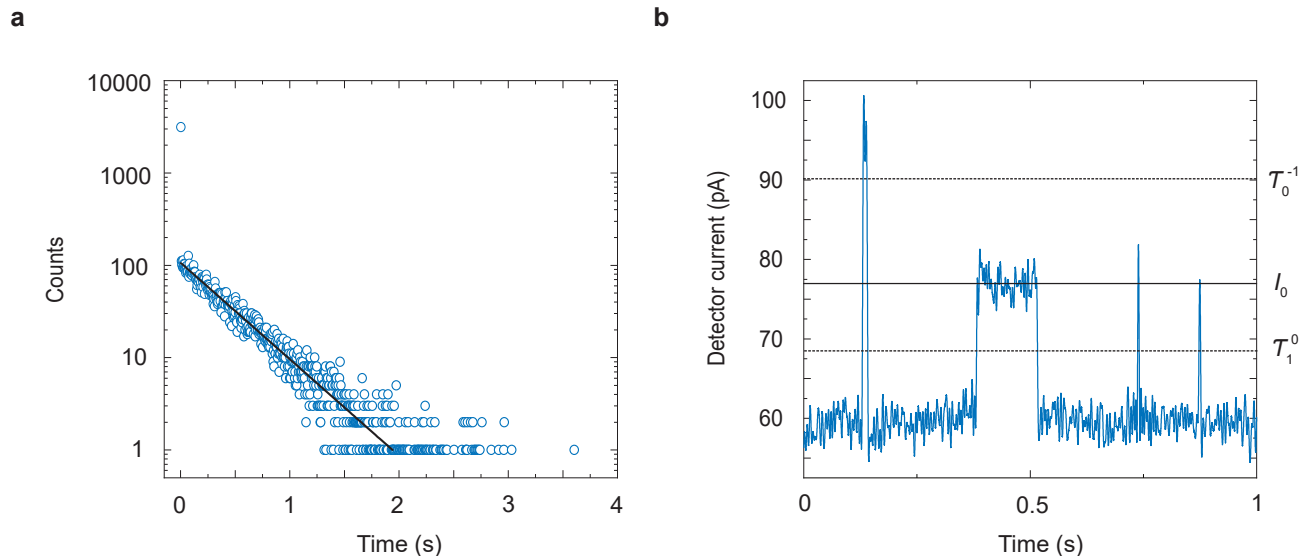 a
10000
1000
100
10
1
Counts
0 1 2 3 4
Time (s)
b
100
90
80
70
60
Detector current (pA)
0 0.5 1
Time (s)
𝒯₀⁻¹
I₀
𝒯₁⁰